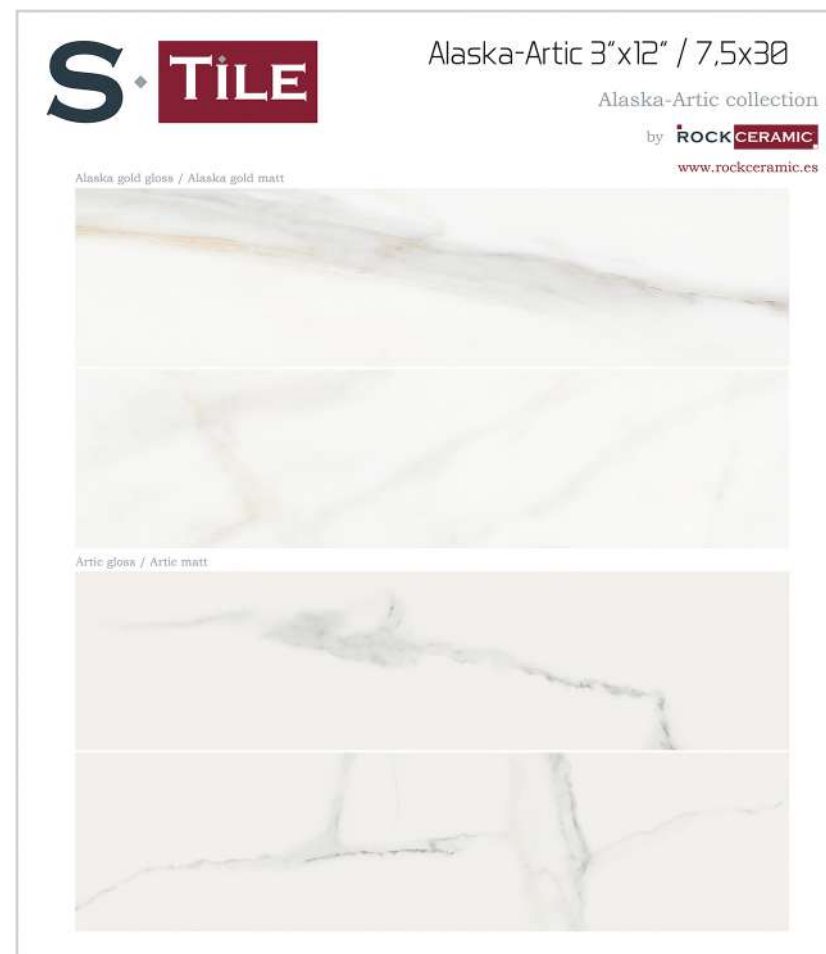 S·TILE
Alaska-Artic 3"x12" / 7,5x30
Alaska-Artic collection
by ROCKCERAMIC
www.rockceramic.es
Alaska gold gloss / Alaska gold matt
Artic gloss / Artic matt